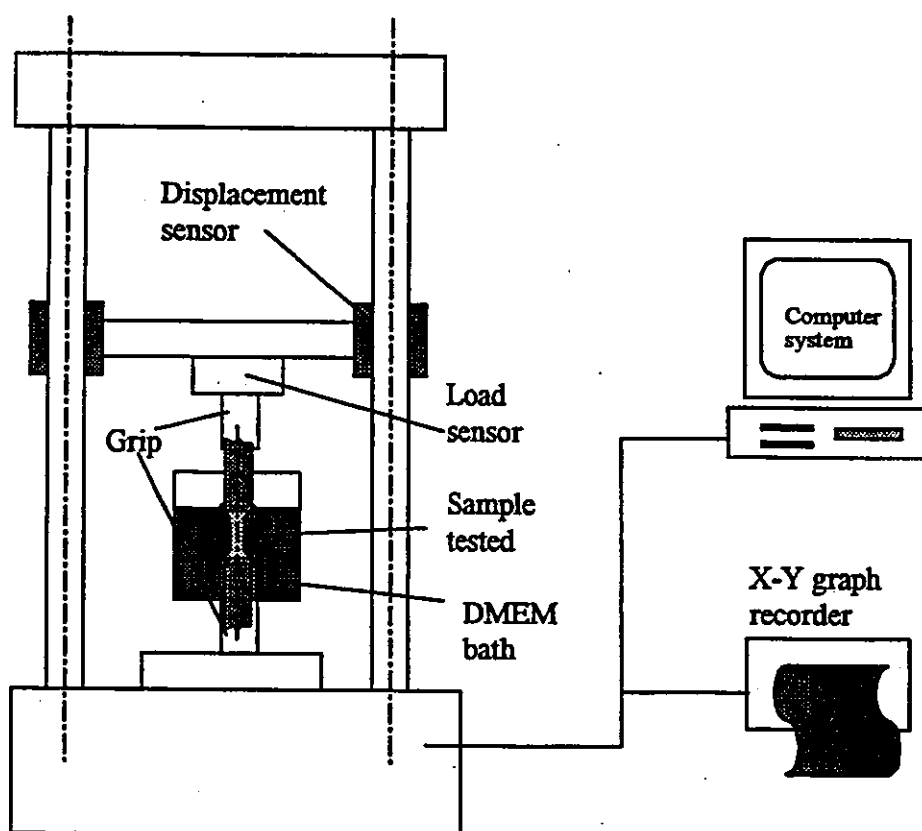 Displacement
sensor
Computer
system
Load
sensor
Grip
Sample
tested
DMEM
bath
X-Y graph
recorder